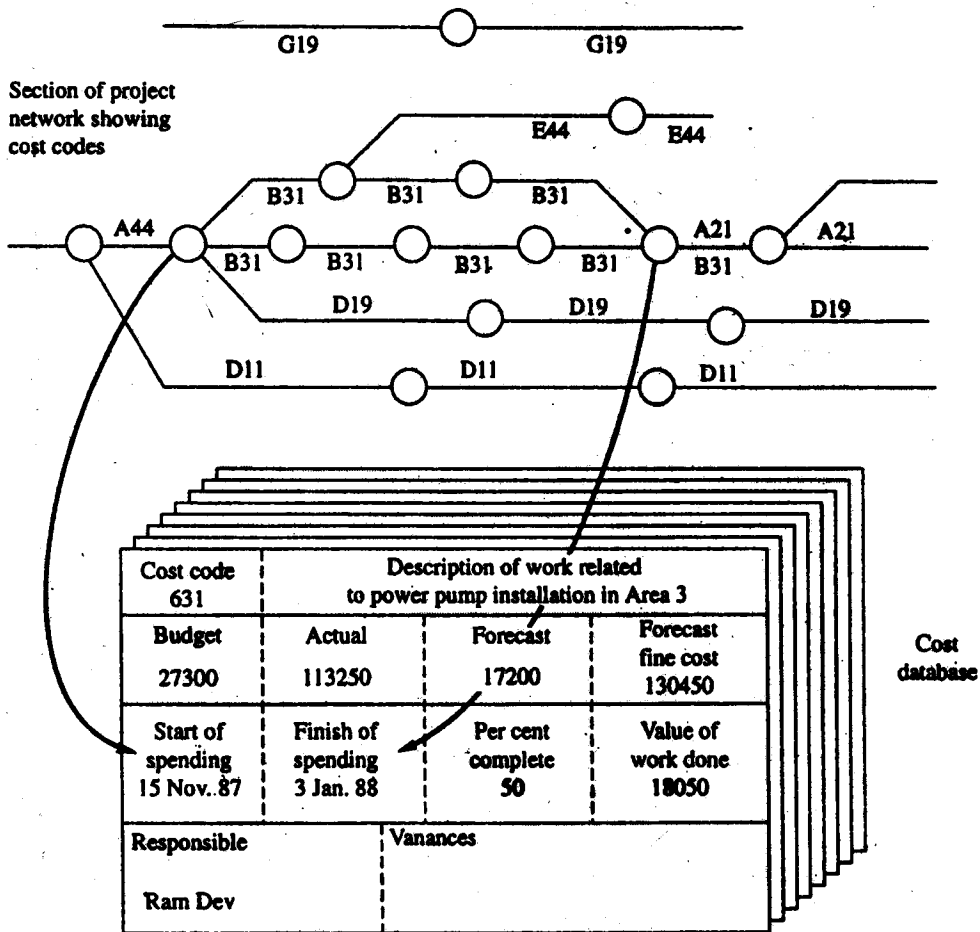 G19 G19
Section of project
network showing
cost codes
E44 E44
B31 B31 B31
A44 A21 A21
B31 B31 B31 B31 B31
D19 D19 D19
D11 D11 D11
Cost code
631
Description of work related
to power pump installation in Area 3
Budget
27300
Actual
113250
Forecast
17200
Forecast
fine cost
130450
Cost
database
Start of
spending
15 Nov..87
Finish of
spending
3 Jan. 88
Per cent
complete
50
Value of
work done
18050
Responsible
Ram Dev
Vanances